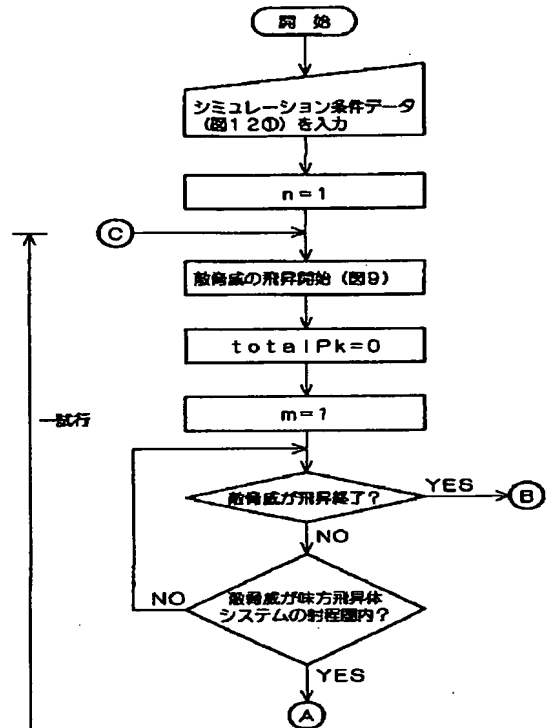 開 始
シミュレーション条件データ
(図12①)を入力
n=1
C
敵脅威の飛昇開始(図9)
totalPk=0
一試行
m=1
敵脅威が飛昇終了?
YES
B
NO
敵脅威が味方飛昇体
システムの射程圏内?
NO
YES
A